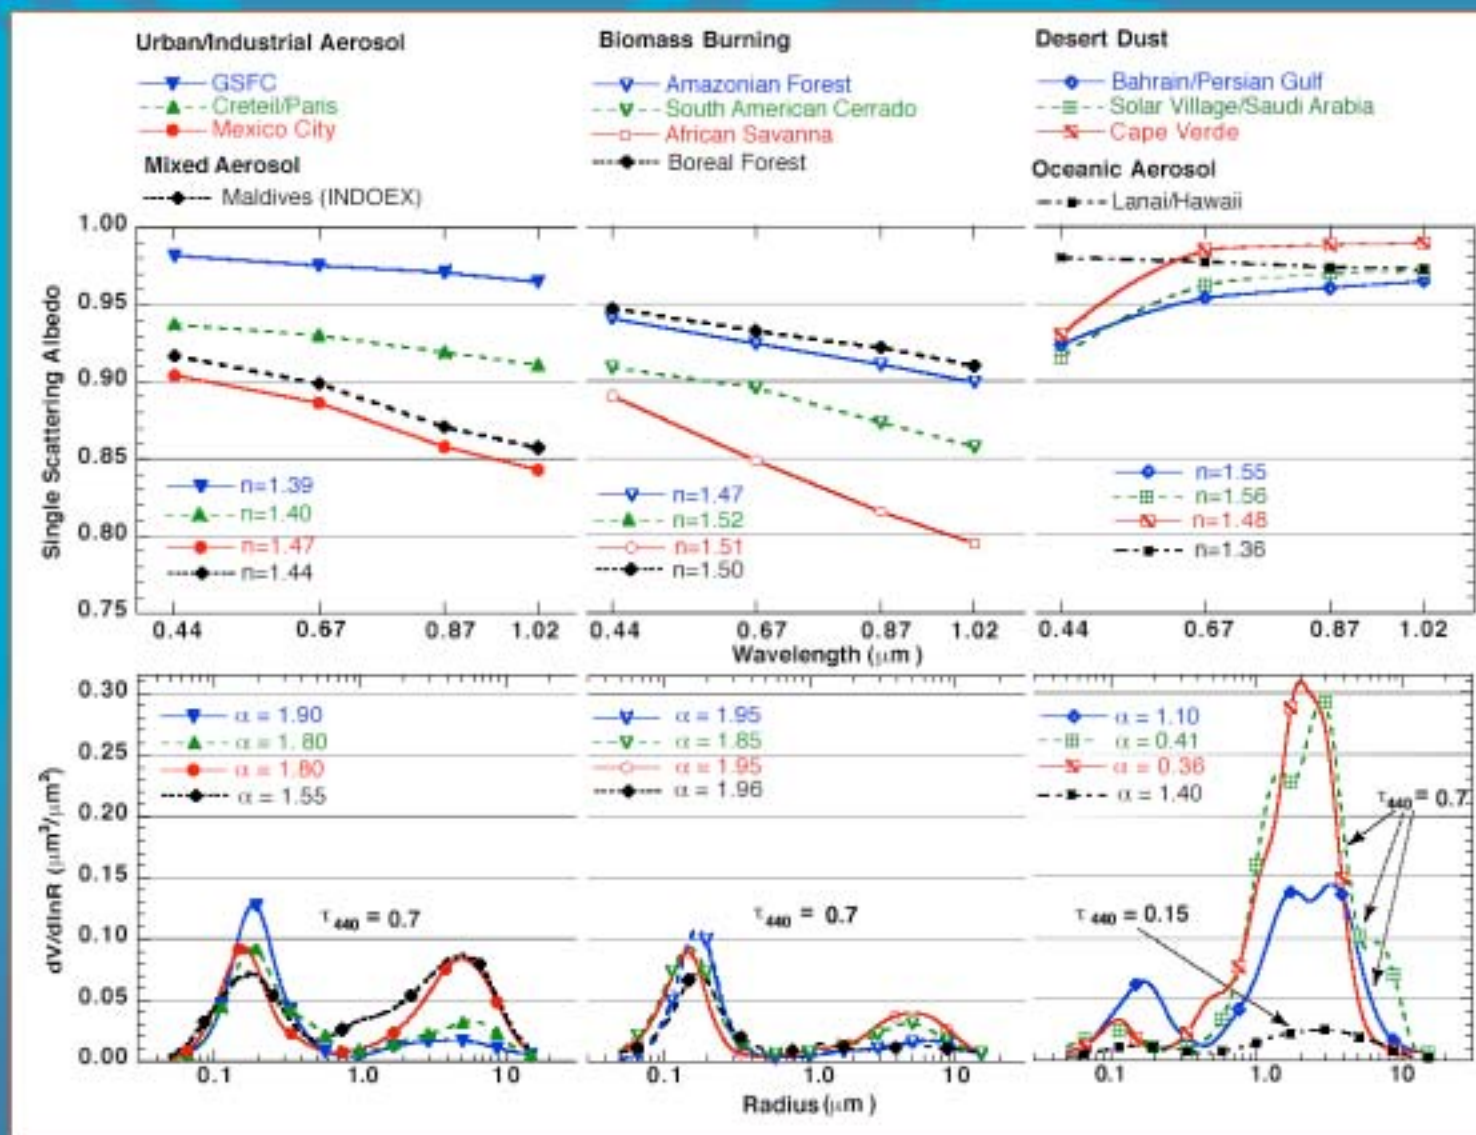 Urban/Industrial Aerosol
GSFC
Creteil/Paris
Mexico City
Mixed Aerosol
Maldives (INDOEX)
Biomass Burning
Amazonian Forest
South American Cerrado
African Savanna
Boreal Forest
Desert Dust
Bahrain/Persian Gulf
Solar Village/Saudi Arabia
Cape Verde
Oceanic Aerosol
Lanai/Hawaii
Single Scattering Albedo
1.00
0.95
0.90
0.85
0.80
0.75
n=1.39
n=1.40
n=1.47
n=1.44
n=1.47
n=1.52
n=1.51
n=1.50
n=1.55
n=1.56
n=1.48
n=1.36
0.44 0.67 0.87 1.02
0.44 0.67 0.87 1.02
0.44 0.67 0.87 1.02
Wavelength (μm )
dV/dlnR (μm³/μm²)
0.30
0.25
0.20
0.15
0.10
0.05
0.00
α = 1.90
α = 1. 80
α = 1.80
α = 1.55
τ440 = 0.7
α = 1.95
α = 1.85
α = 1.95
α = 1.96
τ440 = 0.7
α = 1.10
α = 0.41
α = 0.36
α = 1.40
τ440 = 0.7
τ440 = 0.15
0.1 1.0 10
0.1 1.0 10
0.1 1.0 10
Radius (μm )